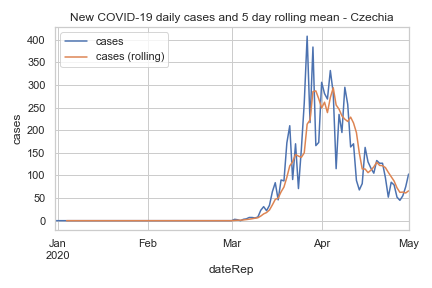 New COVID-19 daily cases and 5 day rolling mean - Czechia
cases
cases (rolling)
400
350
300
250
200
150
100
50
0
cases
Jan Feb Mar Apr May
2020
dateRep